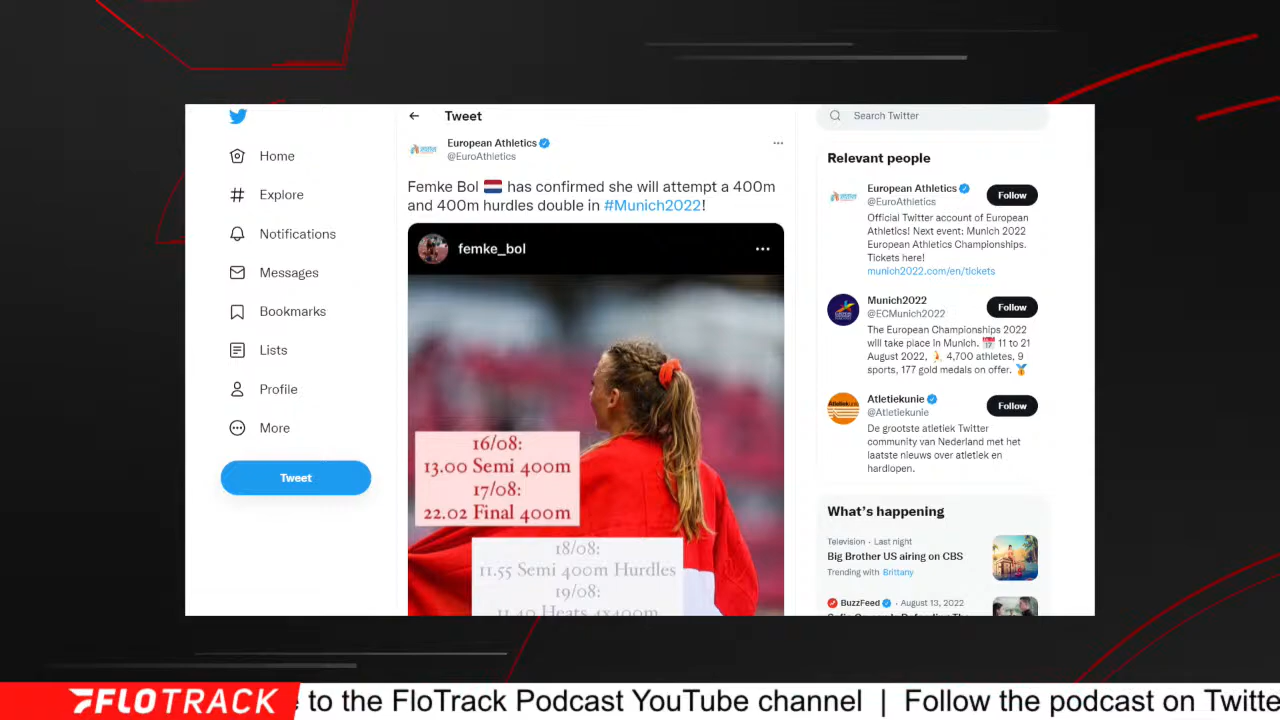 Tweet
Search Twitter
Home
Explore
Notifications
Messages
Bookmarks
Lists
Profile
More
Tweet
European Athletics
@EuroAthletics
Femke Bol has confirmed she will attempt a 400m
and 400m hurdles double in #Munich2022!
femke_bol
16/08:
13.00 Semi 400m
17/08:
22.02 Final 400m
18/08:
11.55 Semi 400m Hurdles
19/08:
11.40 Heats 4x400m
Relevant people
European Athletics
@EuroAthletics
Follow
Official Twitter account of European
Athletics! Next event: Munich 2022
European Athletics Championships.
Tickets here!
munich2022.com/en/tickets
Munich2022
@ECMunich2022
Follow
The European Championships 2022
will take place in Munich. 11 to 21
August 2022, 4,700 athletes, 9
sports, 177 gold medals on offer.
Atletiekunie
@Atletiekunie
Follow
De grootste atletiek Twitter
community van Nederland met het
laatste nieuws over atletiek en
hardlopen.
What's happening
Television · Last night
Big Brother US airing on CBS
Trending with Brittany
BuzzFeed · August 13, 2022
FLOTRACK
to the FloTrack Podcast YouTube channel | Follow the podcast on Twitte